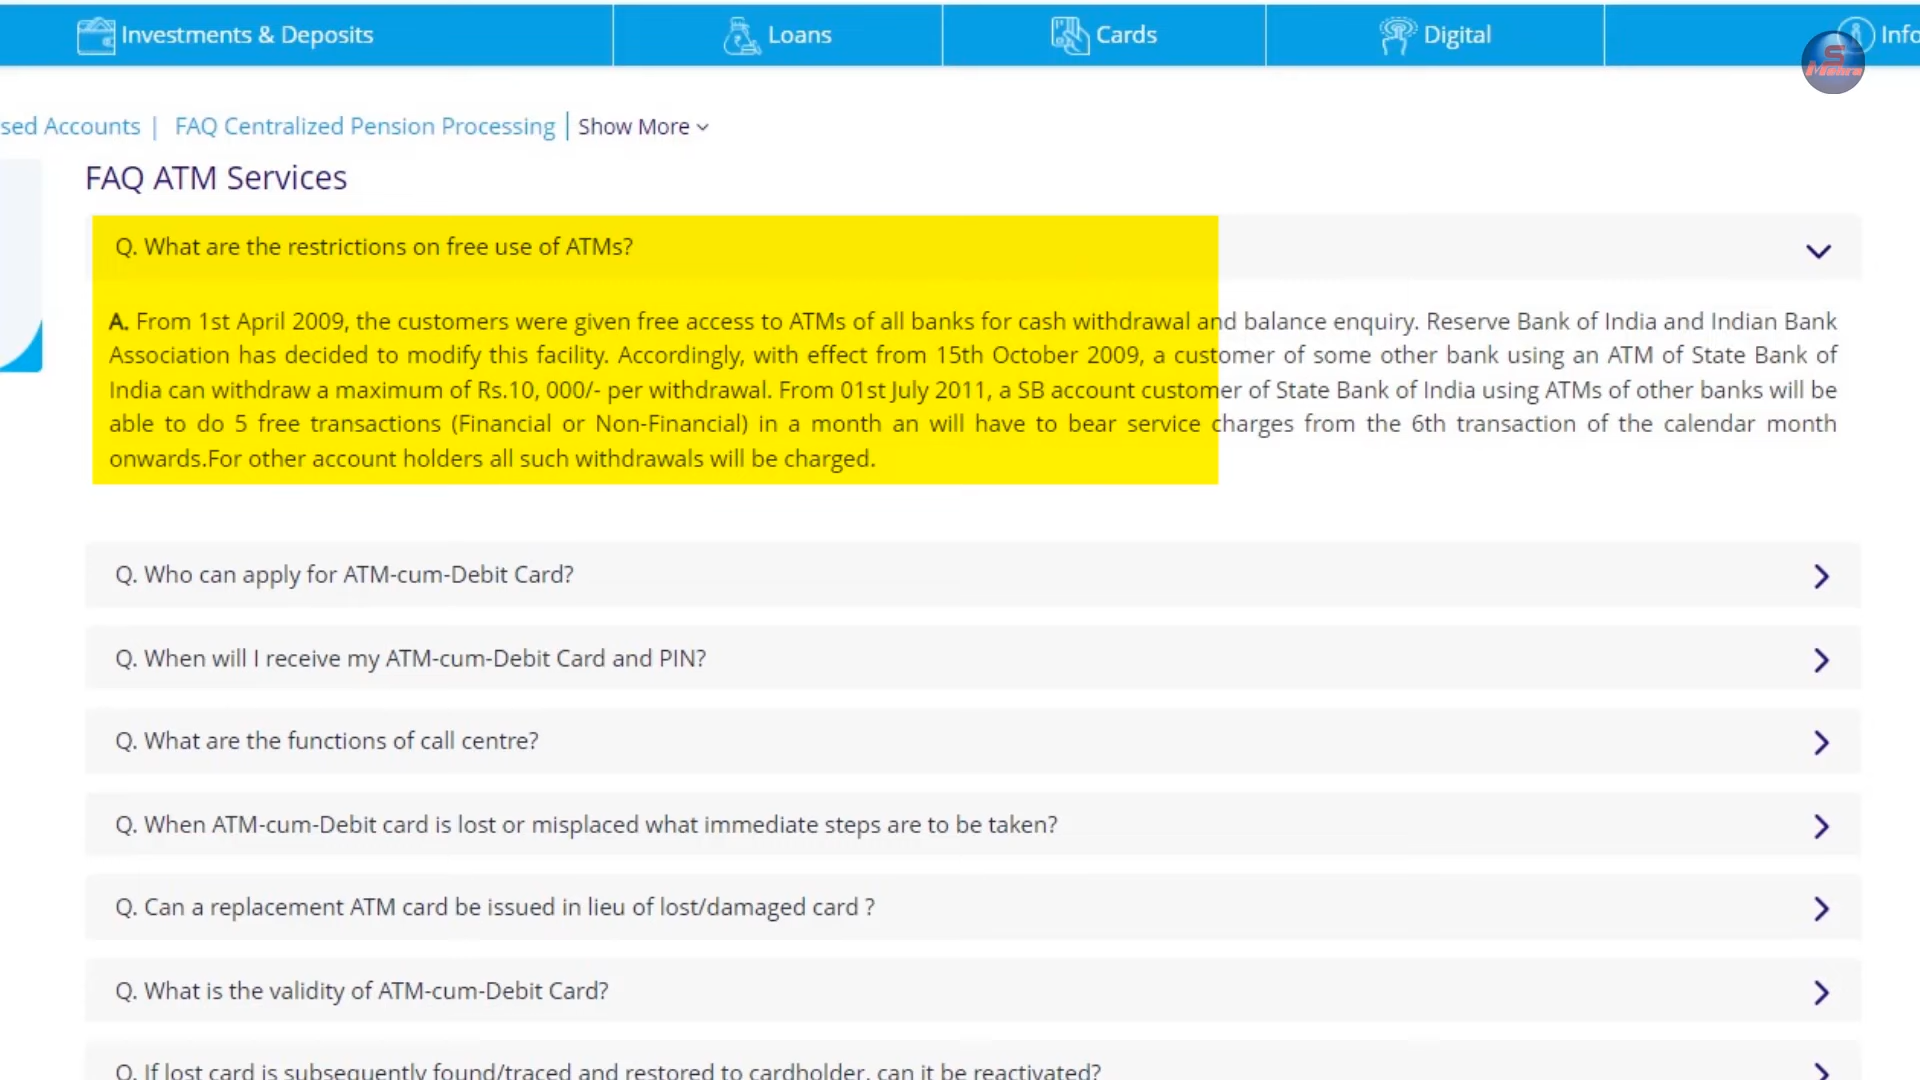 Investments & Deposits
Loans
Cards
Digital
Info
S
Mehra
sed Accounts | FAQ Centralized Pension Processing | Show More
FAQ ATM Services
Q. What are the restrictions on free use of ATMs?
A. From 1st April 2009, the customers were given free access to ATMs of all banks for cash withdrawal and balance enquiry. Reserve Bank of India and Indian Bank
Association has decided to modify this facility. Accordingly, with effect from 15th October 2009, a customer of some other bank using an ATM of State Bank of
India can withdraw a maximum of Rs.10, 000/- per withdrawal. From 01st July 2011, a SB account customer of State Bank of India using ATMs of other banks will be
able to do 5 free transactions (Financial or Non-Financial) in a month an will have to bear service charges from the 6th transaction of the calendar month
onwards.For other account holders all such withdrawals will be charged.
Q. Who can apply for ATM-cum-Debit Card?
Q. When will I receive my ATM-cum-Debit Card and PIN?
Q. What are the functions of call centre?
Q. When ATM-cum-Debit card is lost or misplaced what immediate steps are to be taken?
Q. Can a replacement ATM card be issued in lieu of lost/damaged card ?
Q. What is the validity of ATM-cum-Debit Card?
Q. If lost card is subsequently found/traced and restored to cardholder, can it be reactivated?